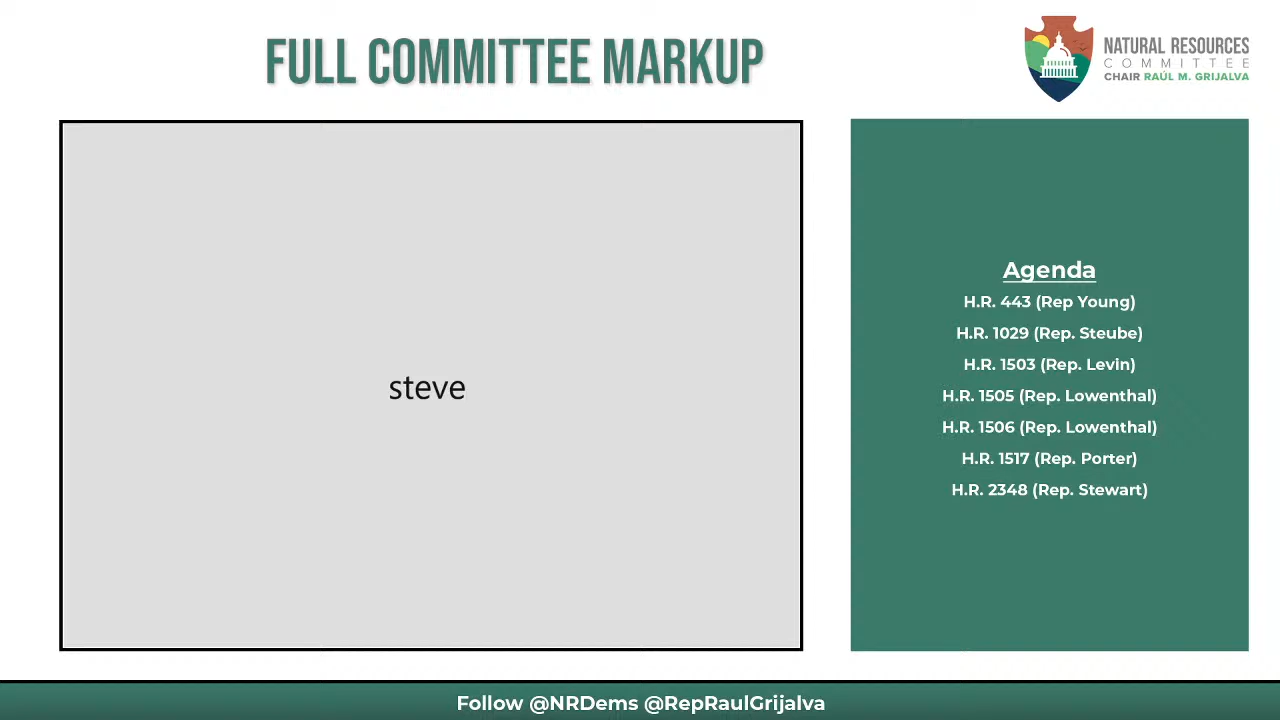 FULL COMMITTEE MARKUP
NATURAL RESOURCES
COMMITTEE
CHAIR RAÚL M. GRIJALVA
steve
Agenda
H.R. 443 (Rep Young)
H.R. 1029 (Rep. Steube)
H.R. 1503 (Rep. Levin)
H.R. 1505 (Rep. Lowenthal)
H.R. 1506 (Rep. Lowenthal)
H.R. 1517 (Rep. Porter)
H.R. 2348 (Rep. Stewart)
Follow @NRDems @RepRaulGrijalva